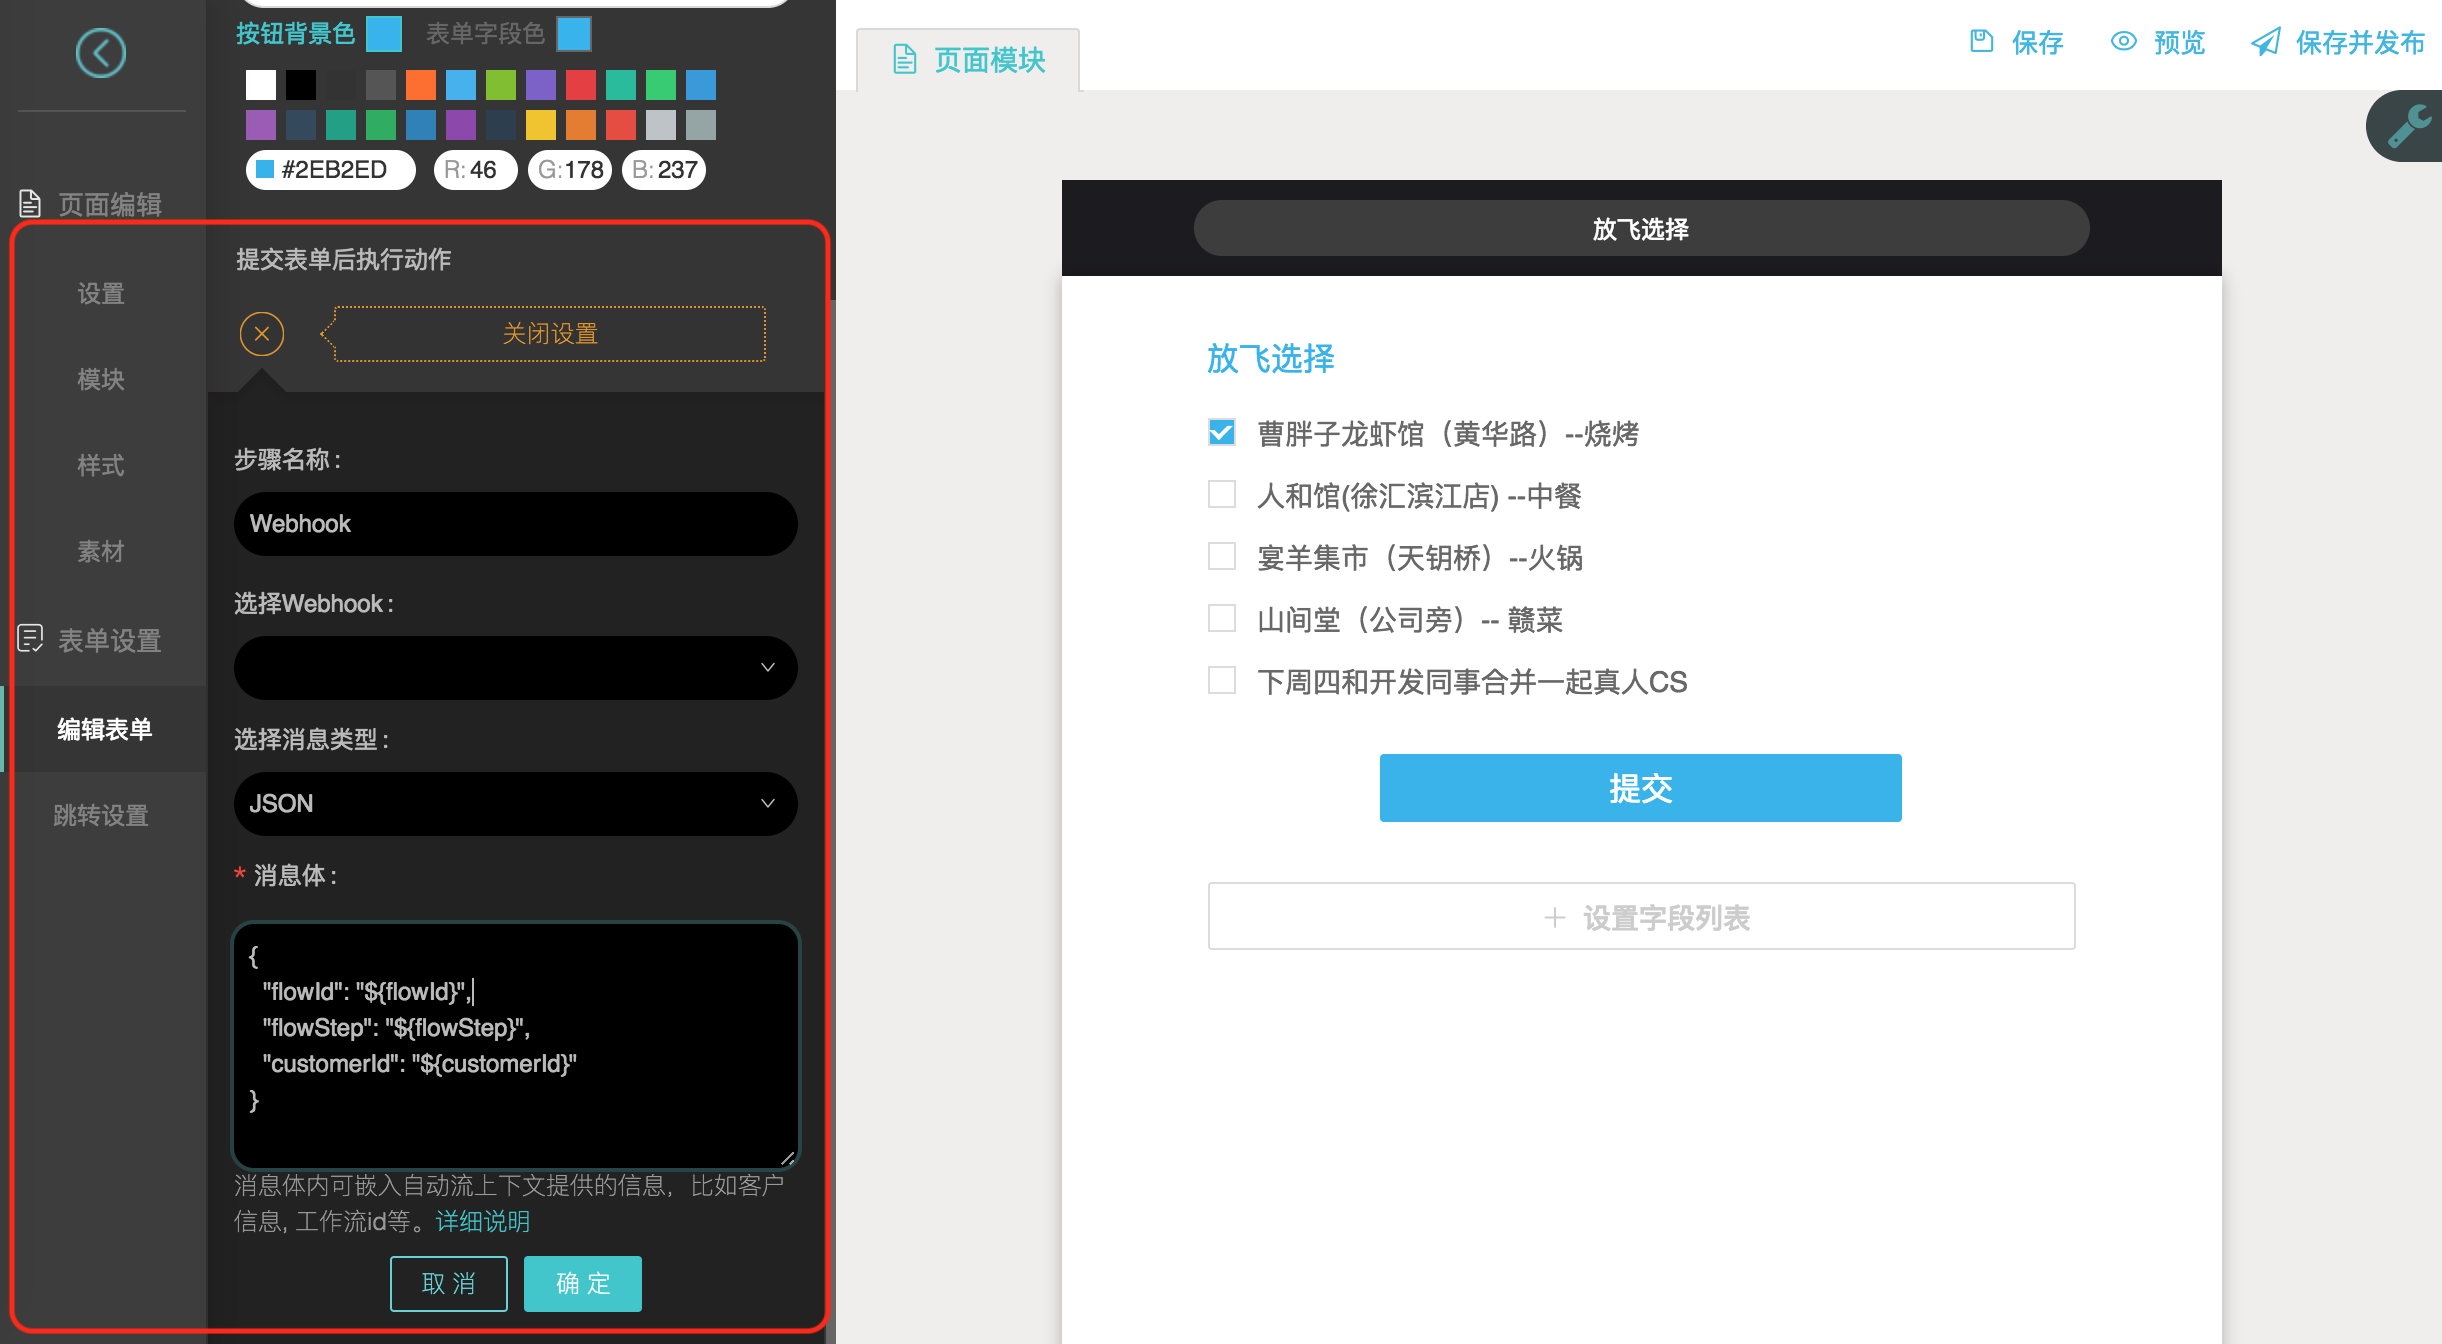 按钮背景色
表单字段色
#2EB2ED
R: 46
G: 178
B: 237
页面编辑
设置
模块
样式
素材
表单设置
编辑表单
跳转设置
提交表单后执行动作
关闭设置
步骤名称 :
Webhook
选择Webhook :
选择消息类型 :
JSON
* 消息体 :
{
"flowId": "${flowId}",
"flowStep": "${flowStep}",
"customerId": "${customerId}"
}
消息体内可嵌入自动流上下文提供的信息，比如客户
信息, 工作流id等。详细说明
取 消
确 定
页面模块
保存
预览
保存并发布
放飞选择
放飞选择
曹胖子龙虾馆（黄华路）--烧烤
人和馆(徐汇滨江店) --中餐
宴羊集市（天钥桥）--火锅
山间堂（公司旁）-- 赣菜
下周四和开发同事合并一起真人CS
提交
+ 设置字段列表